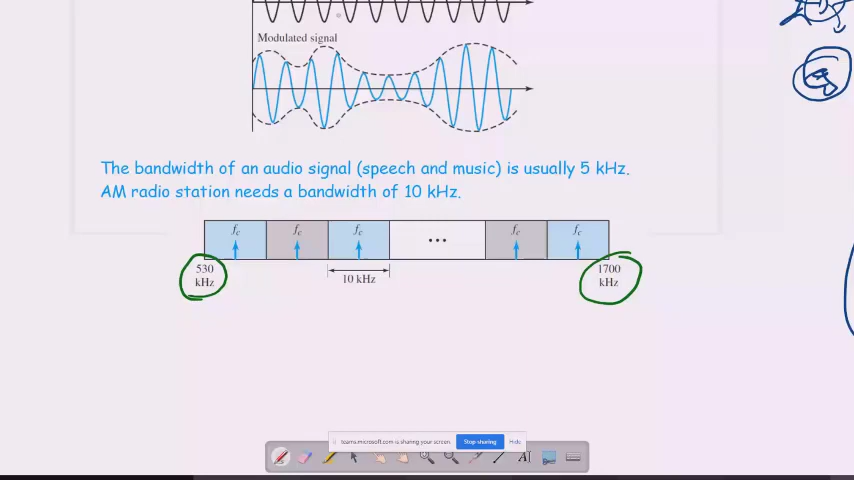 Modulated signal
The bandwidth of an audio signal (speech and music) is usually 5 kHz.
AM radio station needs a bandwidth of 10 kHz.
fc fc fc ... fc fc
530
kHz
10 kHz
1700
kHz
teams.microsoft.com is sharing your screen. Stop sharing Hide